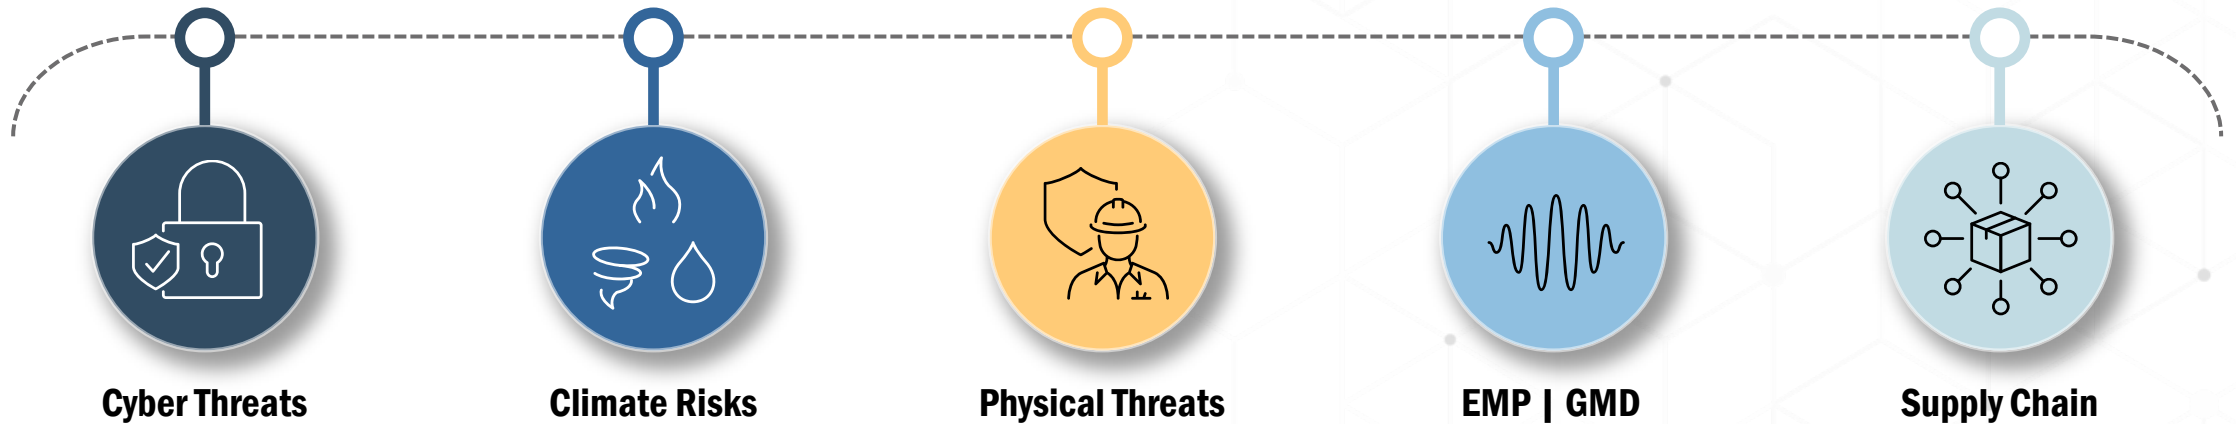 Cyber Threats
Climate Risks
Physical Threats
EMP | GMD
Supply Chain